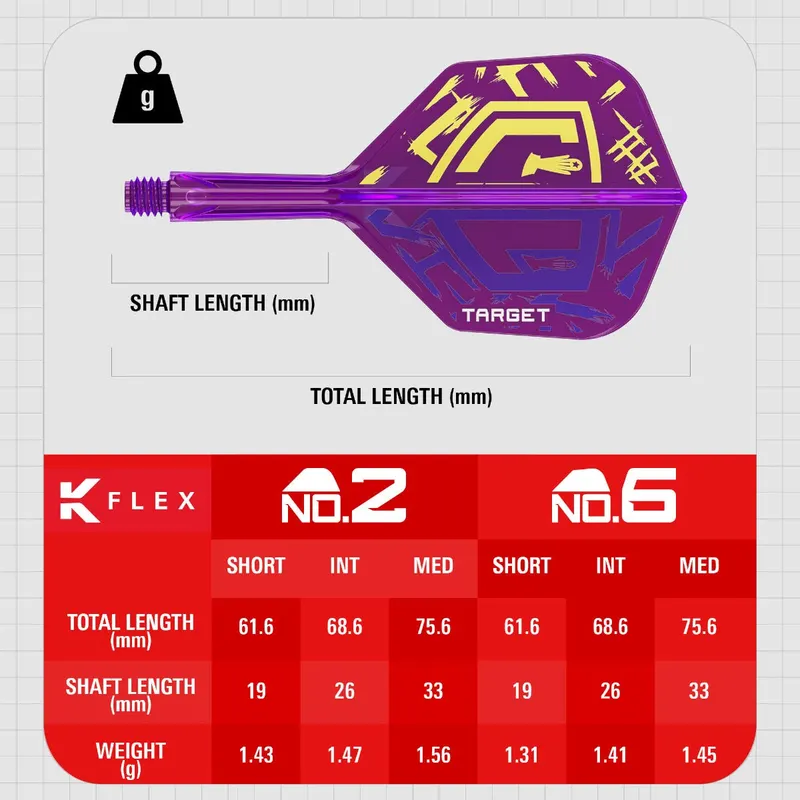 g
TARGET
SHAFT LENGTH (mm)
TOTAL LENGTH (mm)
K FLEX NO.2 NO.6
SHORT INT MED SHORT INT MED
TOTAL LENGTH (mm) 61.6 68.6 75.6 61.6 68.6 75.6
SHAFT LENGTH (mm) 19 26 33 19 26 33
WEIGHT (g) 1.43 1.47 1.56 1.31 1.41 1.45